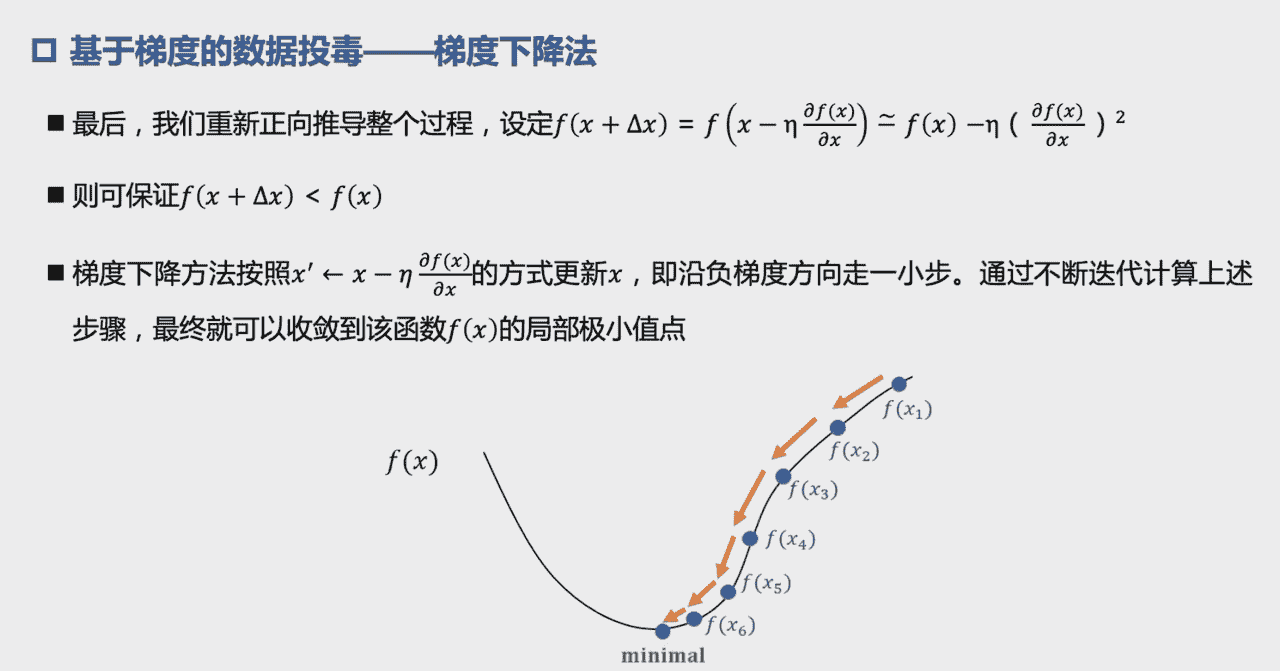 基于梯度的数据投毒——梯度下降法
■ 最后，我们重新正向推导整个过程，设定f(x + Δx) = f(x − η ∂f(x)/∂x) ≃ f(x) −η ( ∂f(x)/∂x )²
■ 则可保证f(x + Δx) < f(x)
■ 梯度下降方法按照x′ ← x − η ∂f(x)/∂x的方式更新x，即沿负梯度方向走一小步。通过不断迭代计算上述
步骤，最终就可以收敛到该函数f(x)的局部极小值点
f(x₁)
f(x₂)
f(x)
f(x₃)
f(x₄)
f(x₅)
f(x₆)
minimal